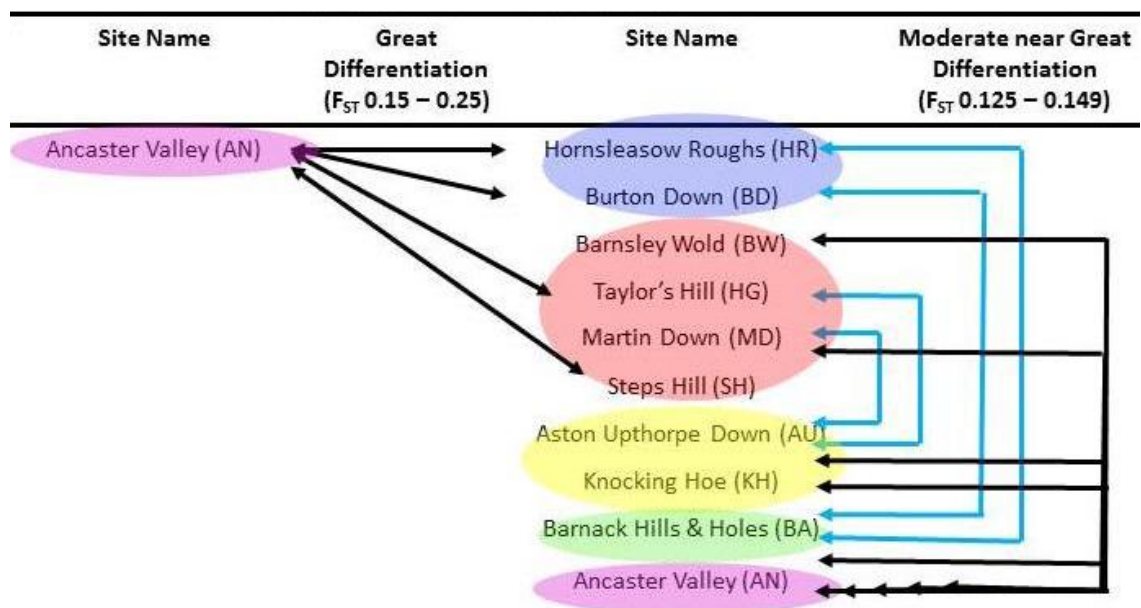 Site Name
Great
Differentiation
(FST 0.15 – 0.25)
Site Name
Moderate near Great
Differentiation
(FST 0.125 – 0.149)
Ancaster Valley (AN)
Hornsleasow Roughs (HR)
Burton Down (BD)
Barnsley Wold (BW)
Taylor’s Hill (HG)
Martin Down (MD)
Steps Hill (SH)
Aston Upthorpe Down (AU)
Knocking Hoe (KH)
Barnack Hills & Holes (BA)
Ancaster Valley (AN)